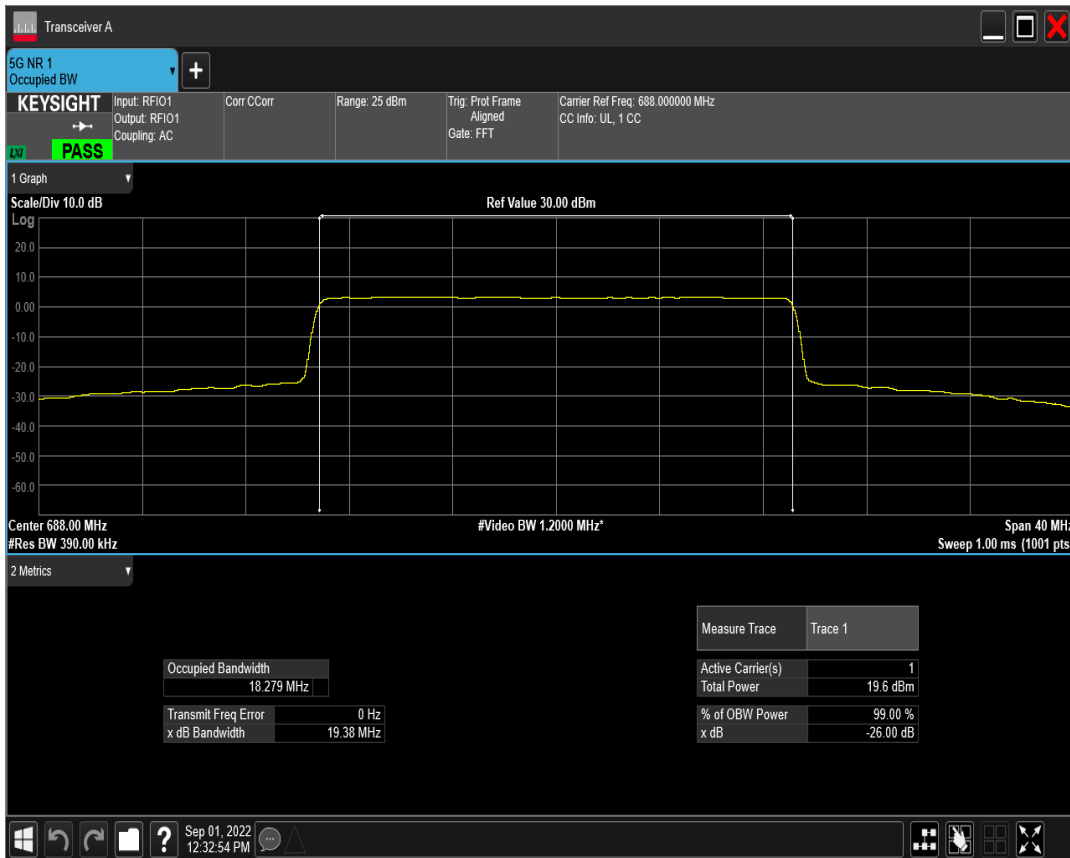 Transceiver A
5G NR 1
Occupied BW
+
KEYSIGHT
LXI
PASS
Input: RFIO1
Output: RFIO1
Coupling: AC
Corr CCorr
Range: 25 dBm
Trig: Prot Frame
Aligned
Gate: FFT
Carrier Ref Freq: 688.000000 MHz
CC Info: UL, 1 CC
1 Graph
Scale/Div 10.0 dB
Ref Value 30.00 dBm
Log
20.0
10.0
0.00
-10.0
-20.0
-30.0
-40.0
-50.0
-60.0
Center 688.00 MHz
#Video BW 1.2000 MHz*
Span 40 MHz
#Res BW 390.00 kHz
Sweep 1.00 ms (1001 pts
2 Metrics
Measure Trace Trace 1
Occupied Bandwidth
18.279 MHz
Active Carrier(s) 1
Total Power 19.6 dBm
Transmit Freq Error 0 Hz
x dB Bandwidth 19.38 MHz
% of OBW Power 99.00 %
x dB -26.00 dB
?
Sep 01, 2022
12:32:54 PM